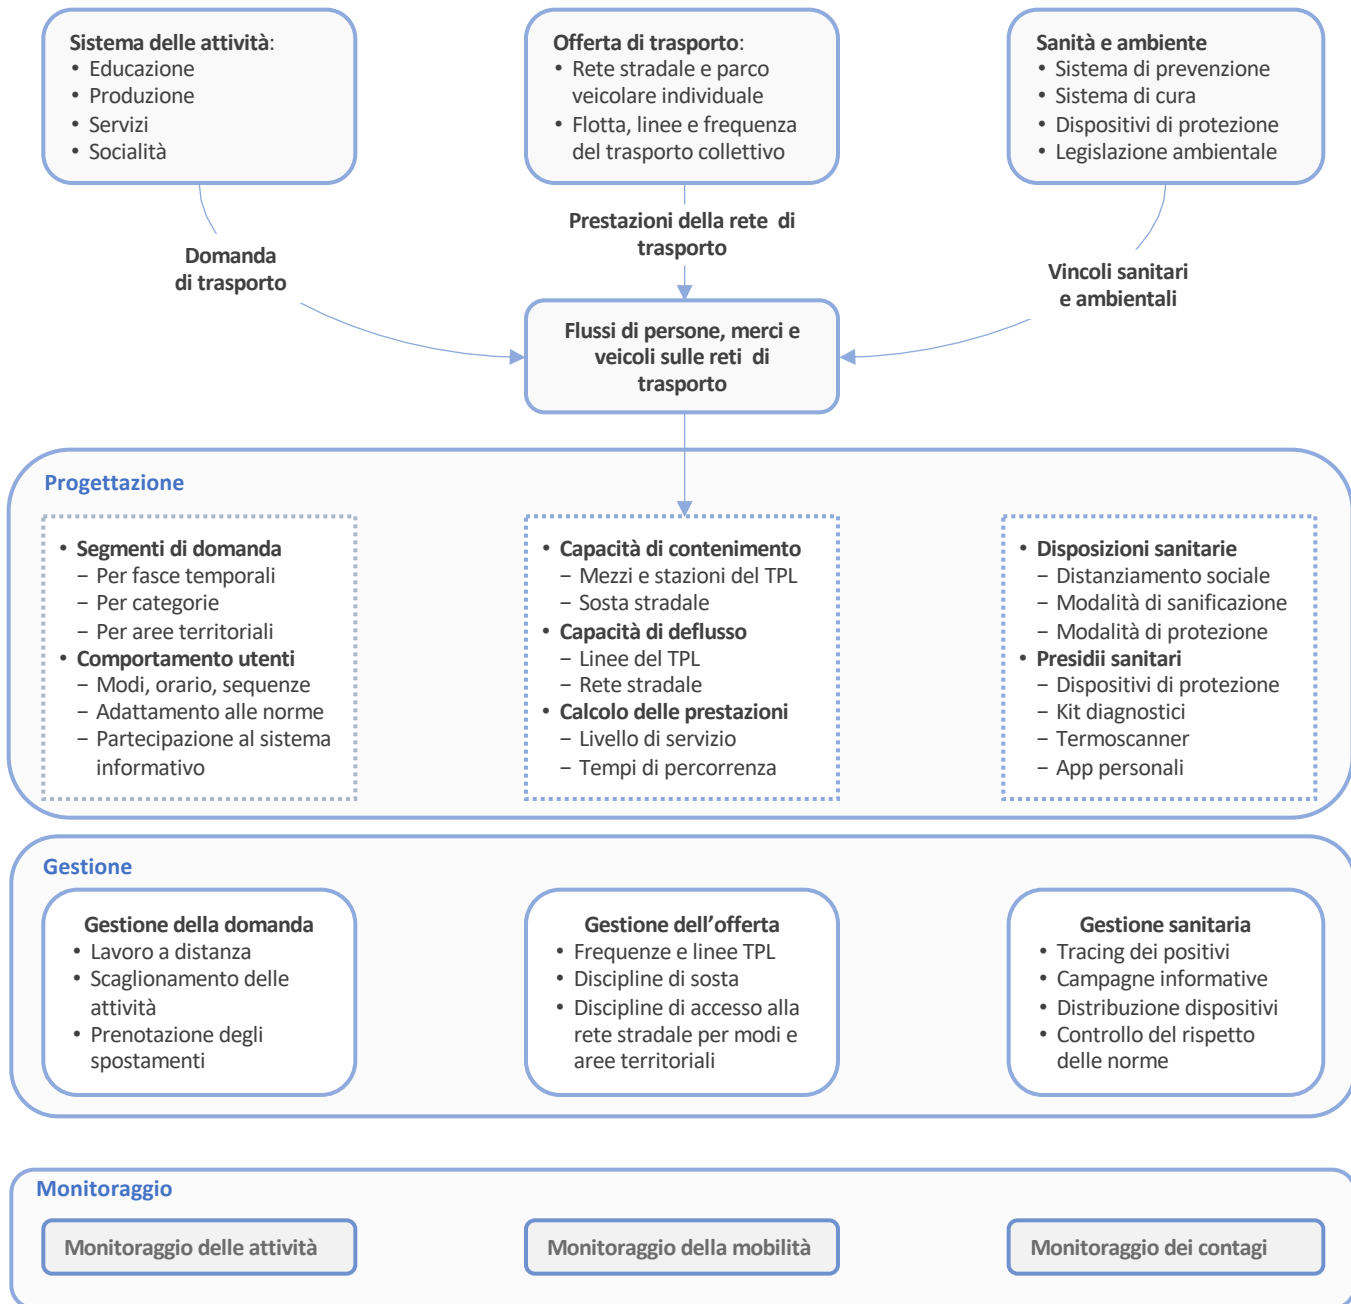 Sistema delle attività:
• Educazione
• Produzione
• Servizi
• Socialità
Offerta di trasporto:
• Rete stradale e parco
veicolare individuale
• Flotta, linee e frequenza
del trasporto collettivo
Sanità e ambiente
• Sistema di prevenzione
• Sistema di cura
• Dispositivi di protezione
• Legislazione ambientale
Domanda
di trasporto
Prestazioni della rete di
trasporto
Vincoli sanitari
e ambientali
Flussi di persone, merci e
veicoli sulle reti di
trasporto
Progettazione
• Segmenti di domanda
– Per fasce temporali
– Per categorie
– Per aree territoriali
• Comportamento utenti
– Modi, orario, sequenze
– Adattamento alle norme
– Partecipazione al sistema
informativo
• Capacità di contenimento
– Mezzi e stazioni del TPL
– Sosta stradale
• Capacità di deflusso
– Linee del TPL
– Rete stradale
• Calcolo delle prestazioni
– Livello di servizio
– Tempi di percorrenza
• Disposizioni sanitarie
– Distanziamento sociale
– Modalità di sanificazione
– Modalità di protezione
• Presidii sanitari
– Dispositivi di protezione
– Kit diagnostici
– Termoscanner
– App personali
Gestione
Gestione della domanda
• Lavoro a distanza
• Scaglionamento delle
attività
• Prenotazione degli
spostamenti
Gestione dell’offerta
• Frequenze e linee TPL
• Discipline di sosta
• Discipline di accesso alla
rete stradale per modi e
aree territoriali
Gestione sanitaria
• Tracing dei positivi
• Campagne informative
• Distribuzione dispositivi
• Controllo del rispetto
delle norme
Monitoraggio
Monitoraggio delle attività
Monitoraggio della mobilità
Monitoraggio dei contagi